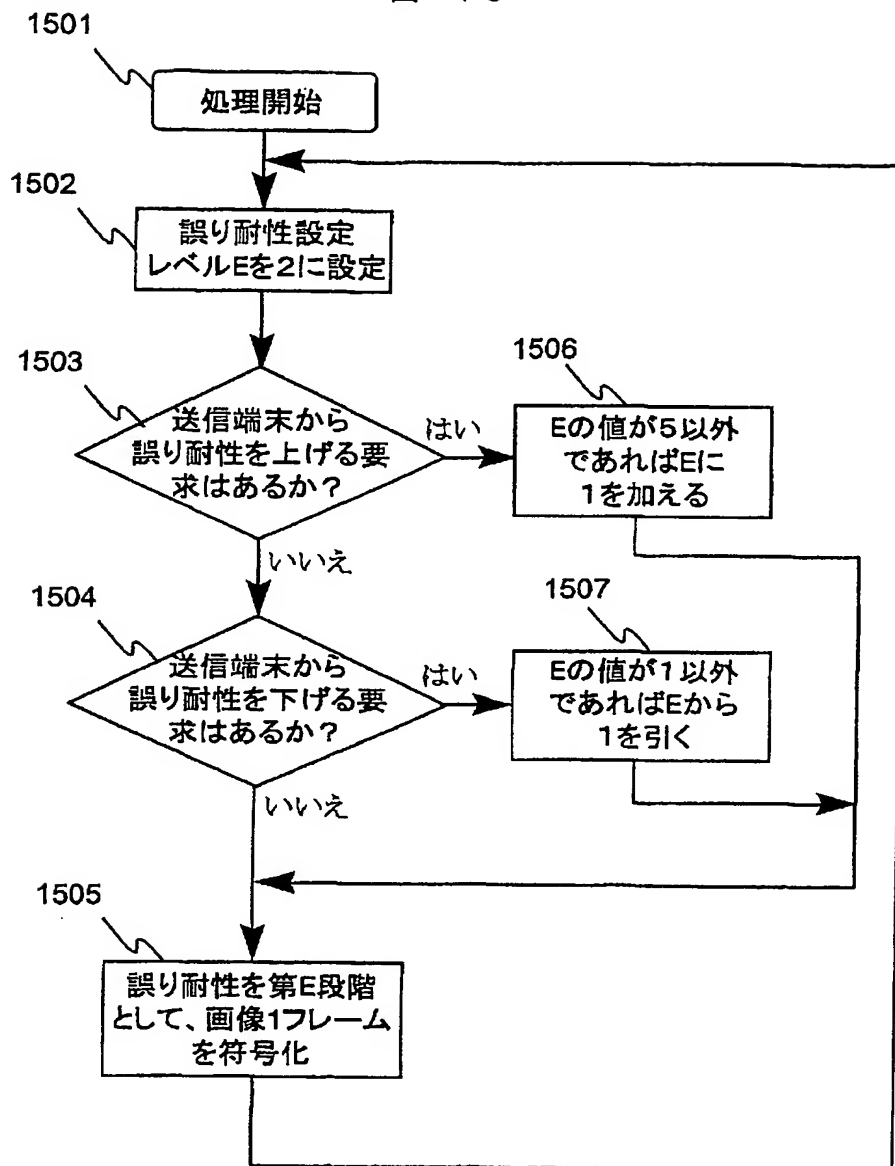 1501
処理開始
1502
誤り耐性設定
レベルEを2に設定
1503
送信端末から
誤り耐性を上げる要
求はあるか？
はい
1506
Eの値が5以外
であればEに
1を加える
いいえ
1504
送信端末から
誤り耐性を下げる要
求はあるか？
はい
1507
Eの値が1以外
であればEから
1を引く
いいえ
1505
誤り耐性を第E段階
として、画像1フレーム
を符号化